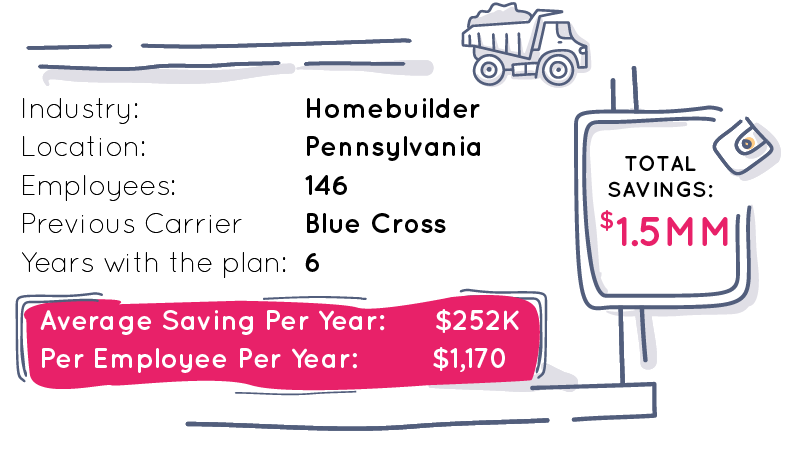 Industry: Homebuilder
Location: Pennsylvania
Employees: 146
Previous Carrier Blue Cross
Years with the plan: 6
Average Saving Per Year: $252K
Per Employee Per Year: $1,170
TOTAL
SAVINGS:
$1.5MM